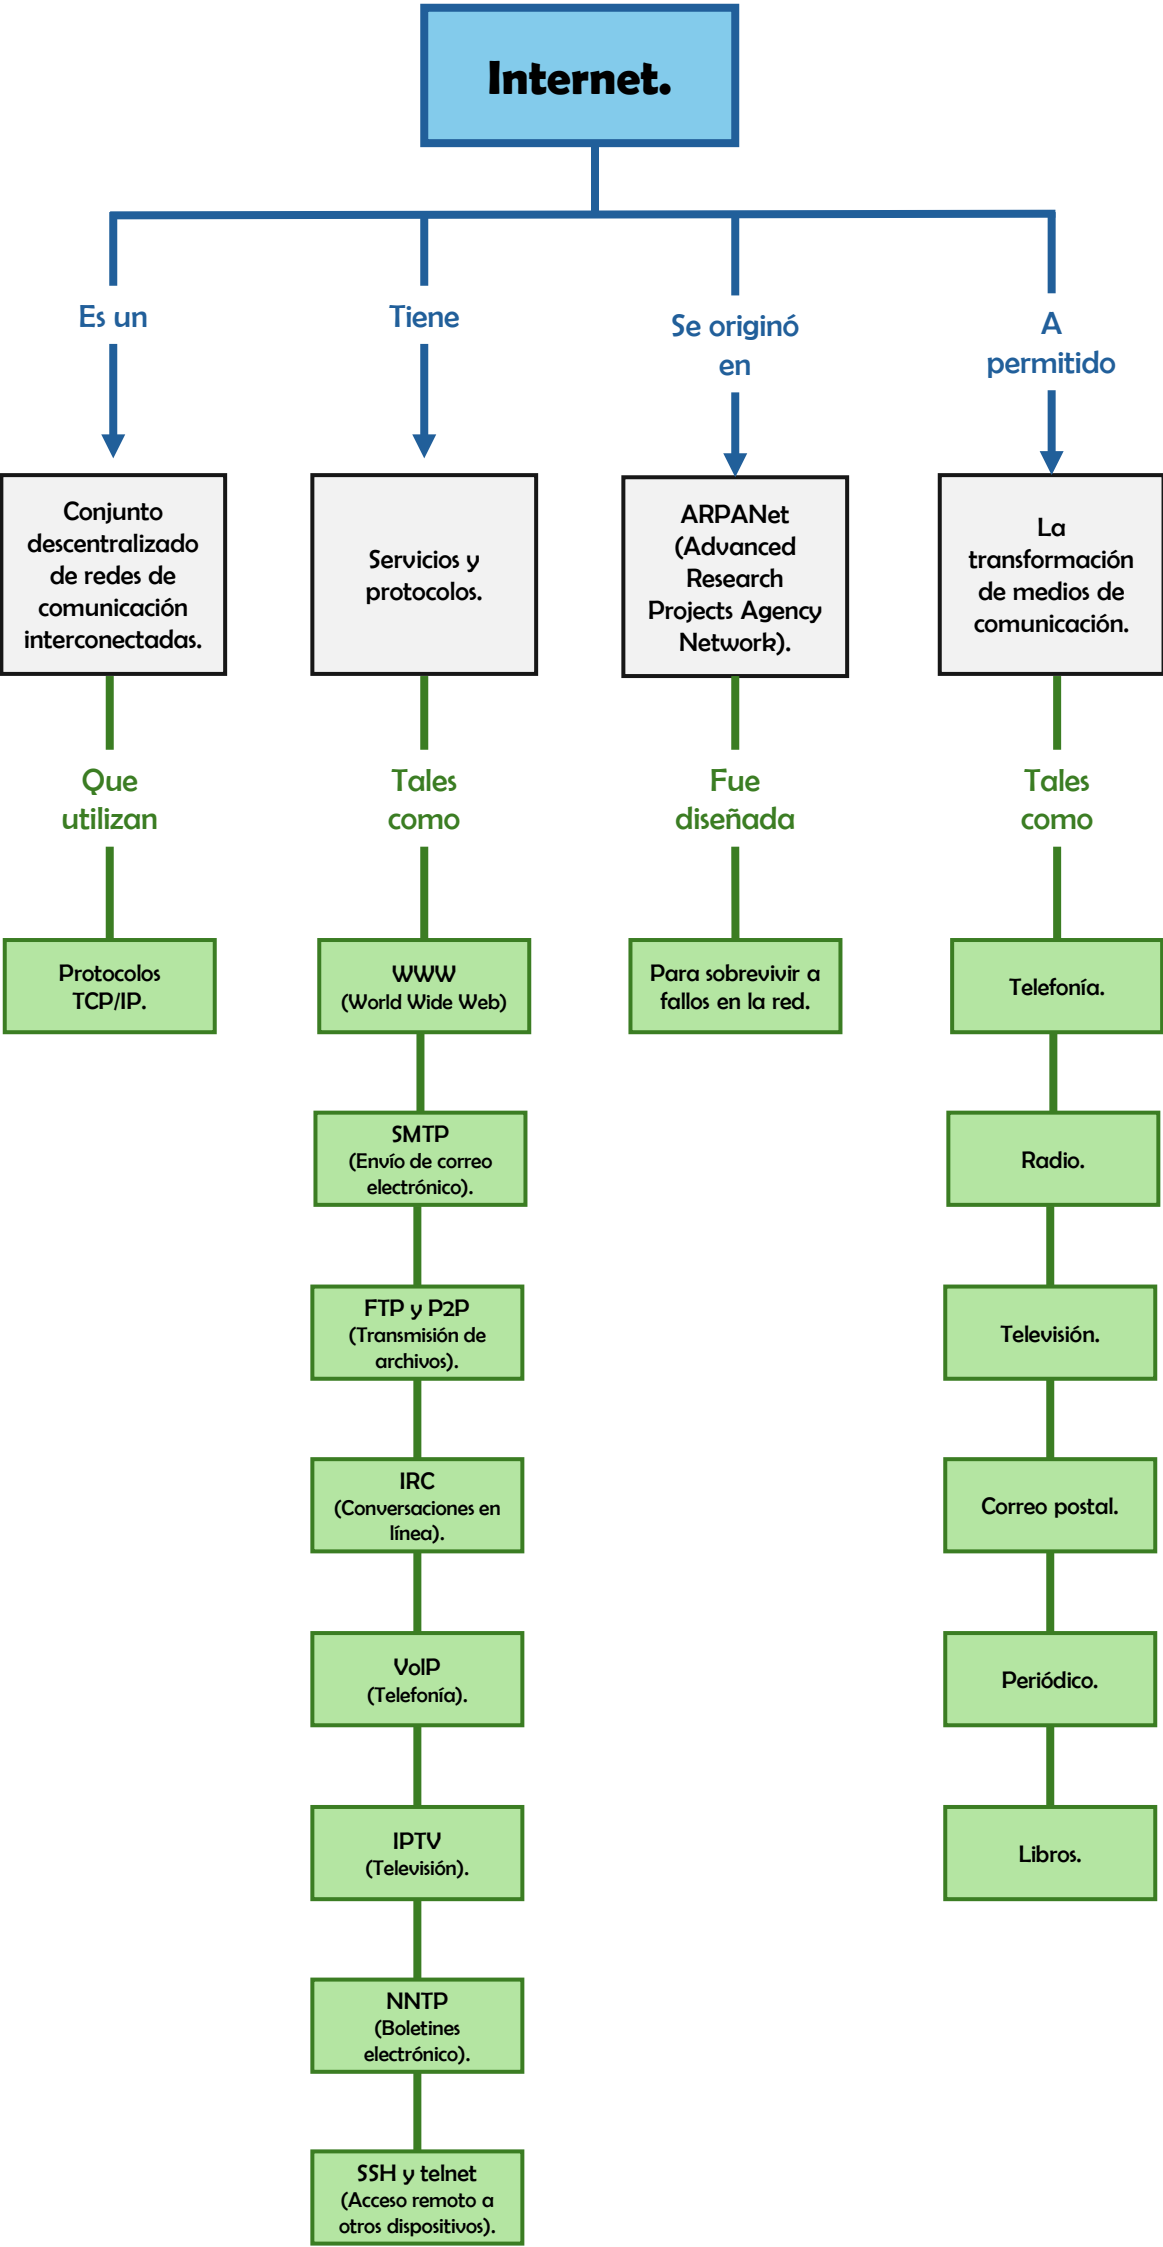 Internet.
Es un
Tiene
Se originó
en
A
permitido
Conjunto
descentralizado
de redes de
comunicación
interconectadas.
Servicios y
protocolos.
ARPANet
(Advanced
Research
Projects Agency
Network).
La
transformación
de medios de
comunicación.
Que
utilizan
Tales
como
Fue
diseñada
Tales
como
Protocolos
TCP/IP.
WWW
(World Wide Web)
Para sobrevivir a
fallos en la red.
Telefonía.
SMTP
(Envío de correo
electrónico).
Radio.
FTP y P2P
(Transmisión de
archivos).
Televisión.
IRC
(Conversaciones en
línea).
Correo postal.
VoIP
(Telefonía).
Periódico.
IPTV
(Televisión).
Libros.
NNTP
(Boletines
electrónico).
SSH y telnet
(Acceso remoto a
otros dispositivos).